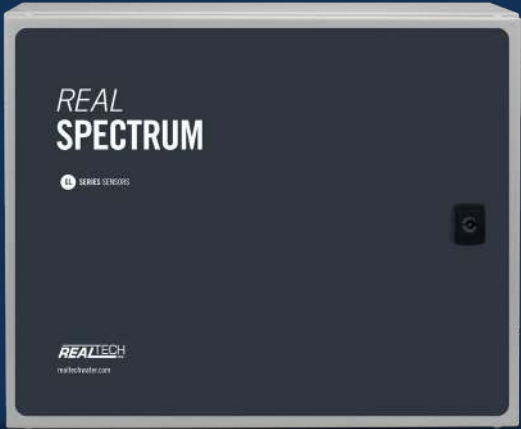 REAL
SPECTRUM
GL SERIES SENSORS
REALTECH
realtechwater.com